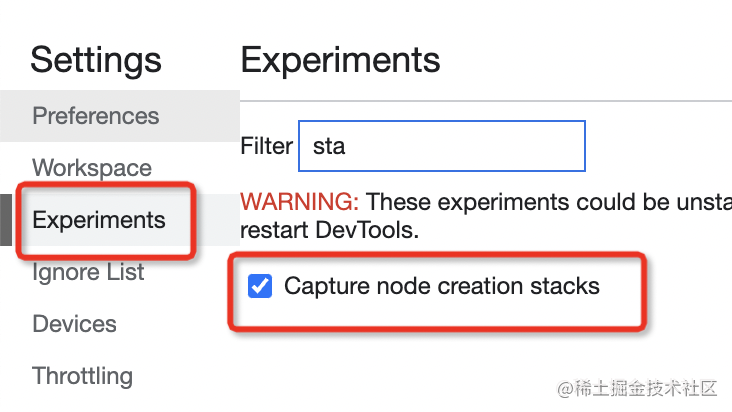 Settings
Preferences
Workspace
Experiments
Ignore List
Devices
Throttling
Experiments
Filter sta
WARNING: These experiments could be unsta
restart DevTools.
Capture node creation stacks
@稀土掘金技术社区